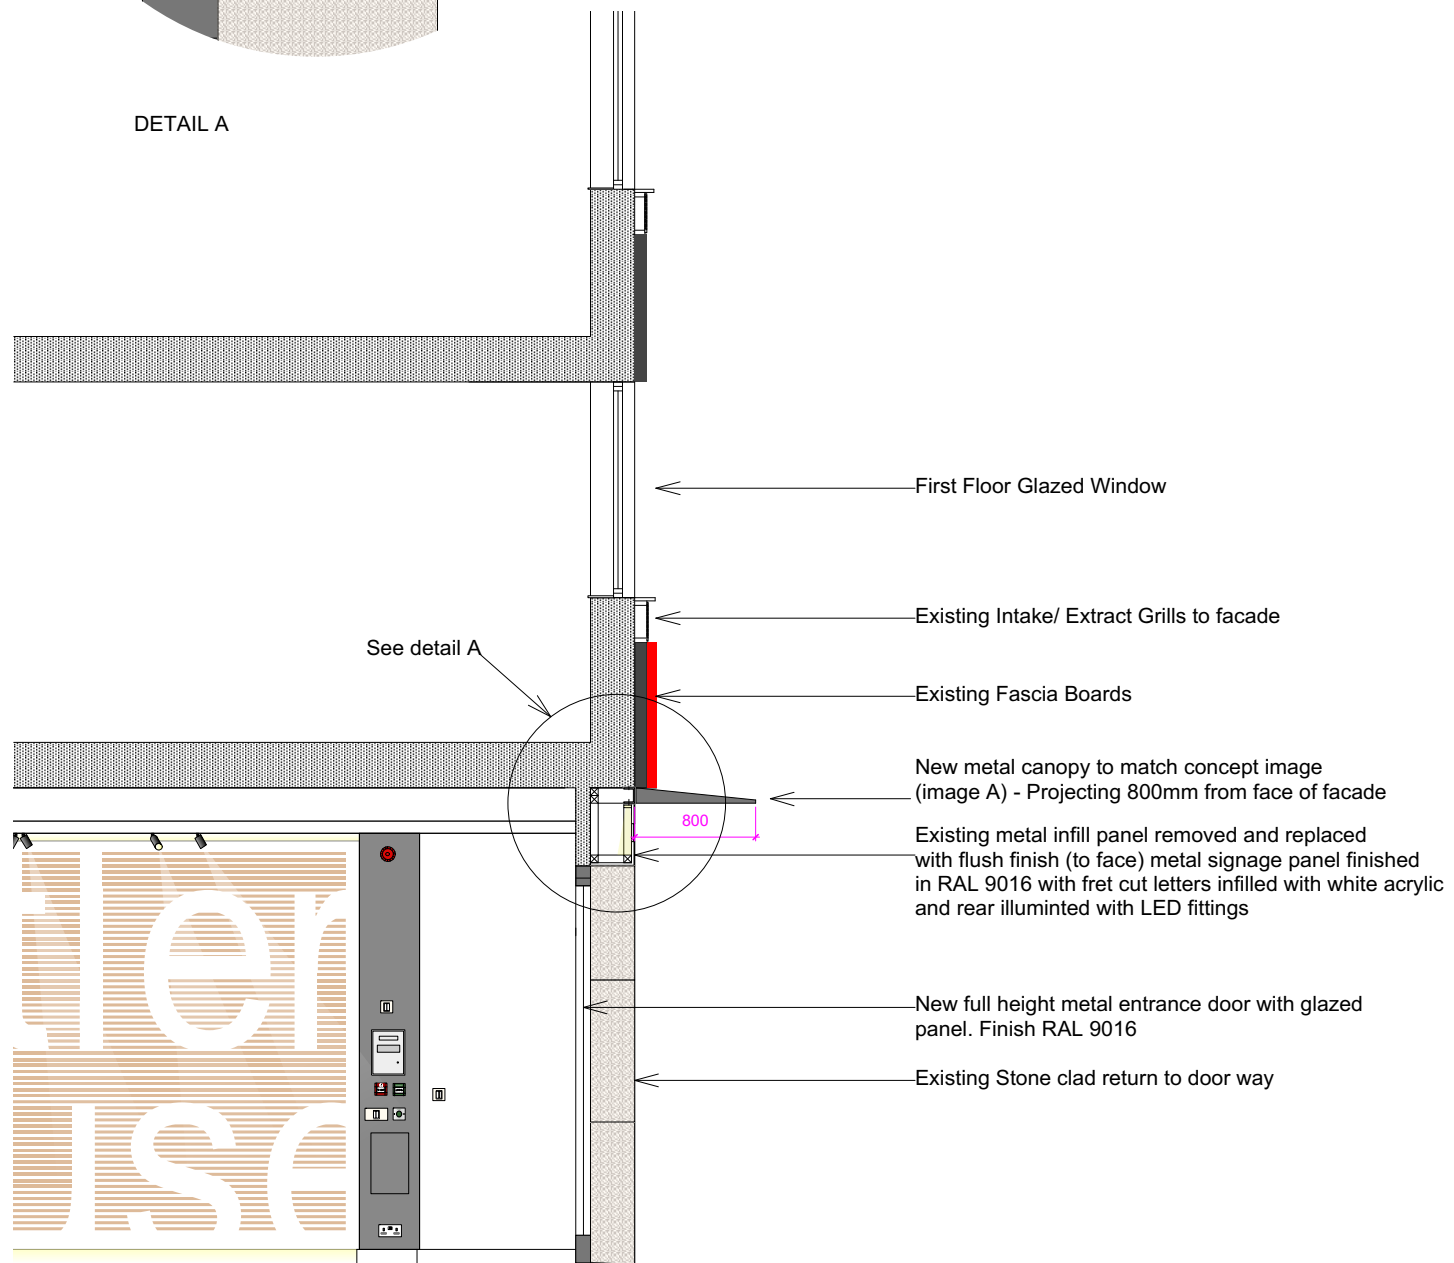 DETAIL A
First Floor Glazed Window
Existing Intake/ Extract Grills to facade
See detail A
Existing Fascia Boards
New metal canopy to match concept image
(image A) - Projecting 800mm from face of facade
800
Existing metal infill panel removed and replaced
with flush finish (to face) metal signage panel finished
in RAL 9016 with fret cut letters infilled with white acrylic
and rear illuminted with LED fittings
New full height metal entrance door with glazed
panel. Finish RAL 9016
Existing Stone clad return to door way